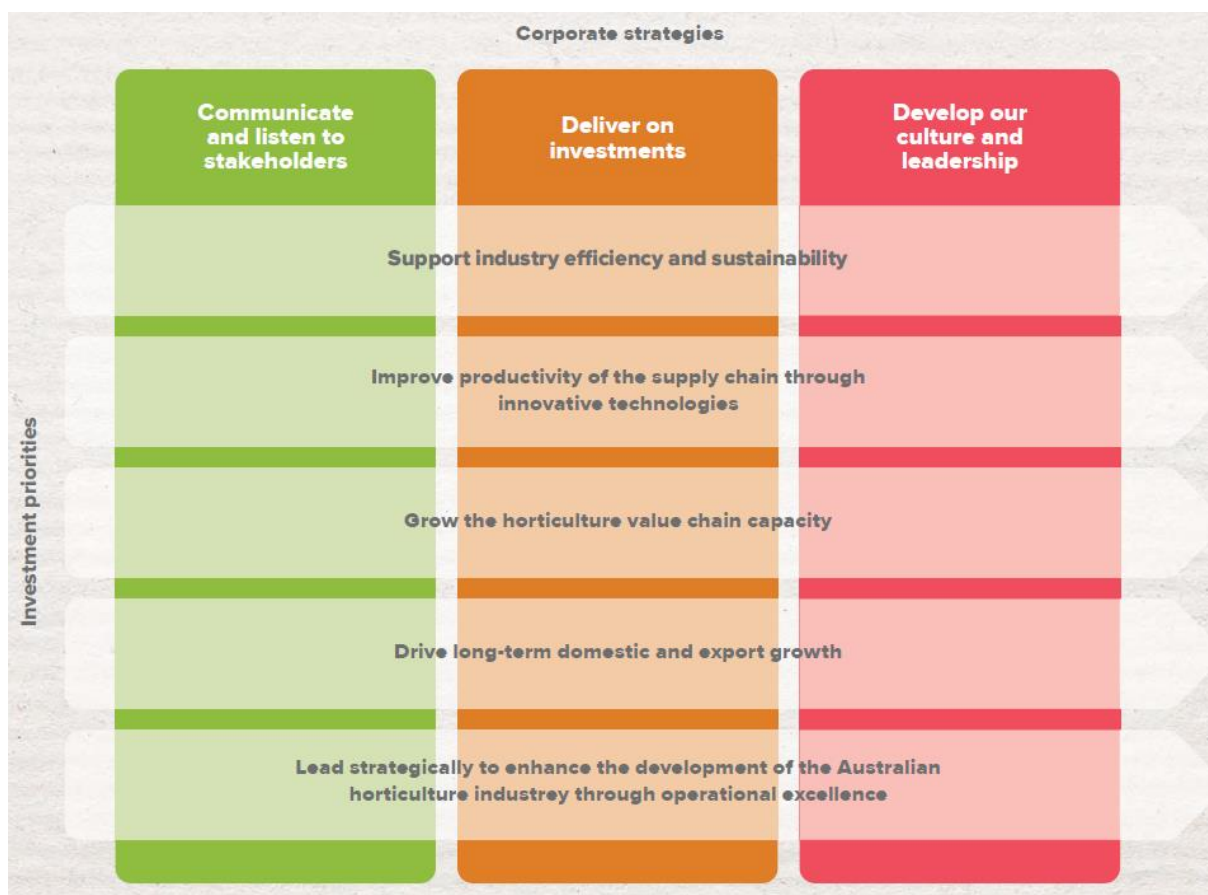 Corporate strategies
Communicate
and listen to
stakeholders
Deliver on
investments
Develop our
culture and
leadership
Investment priorities
Support industry efficiency and sustainability
Improve productivity of the supply chain through
innovative technologies
Grow the horticulture value chain capacity
Drive long-term domestic and export growth
Lead strategically to enhance the development of the Australian
horticulture industrey through operational excellence